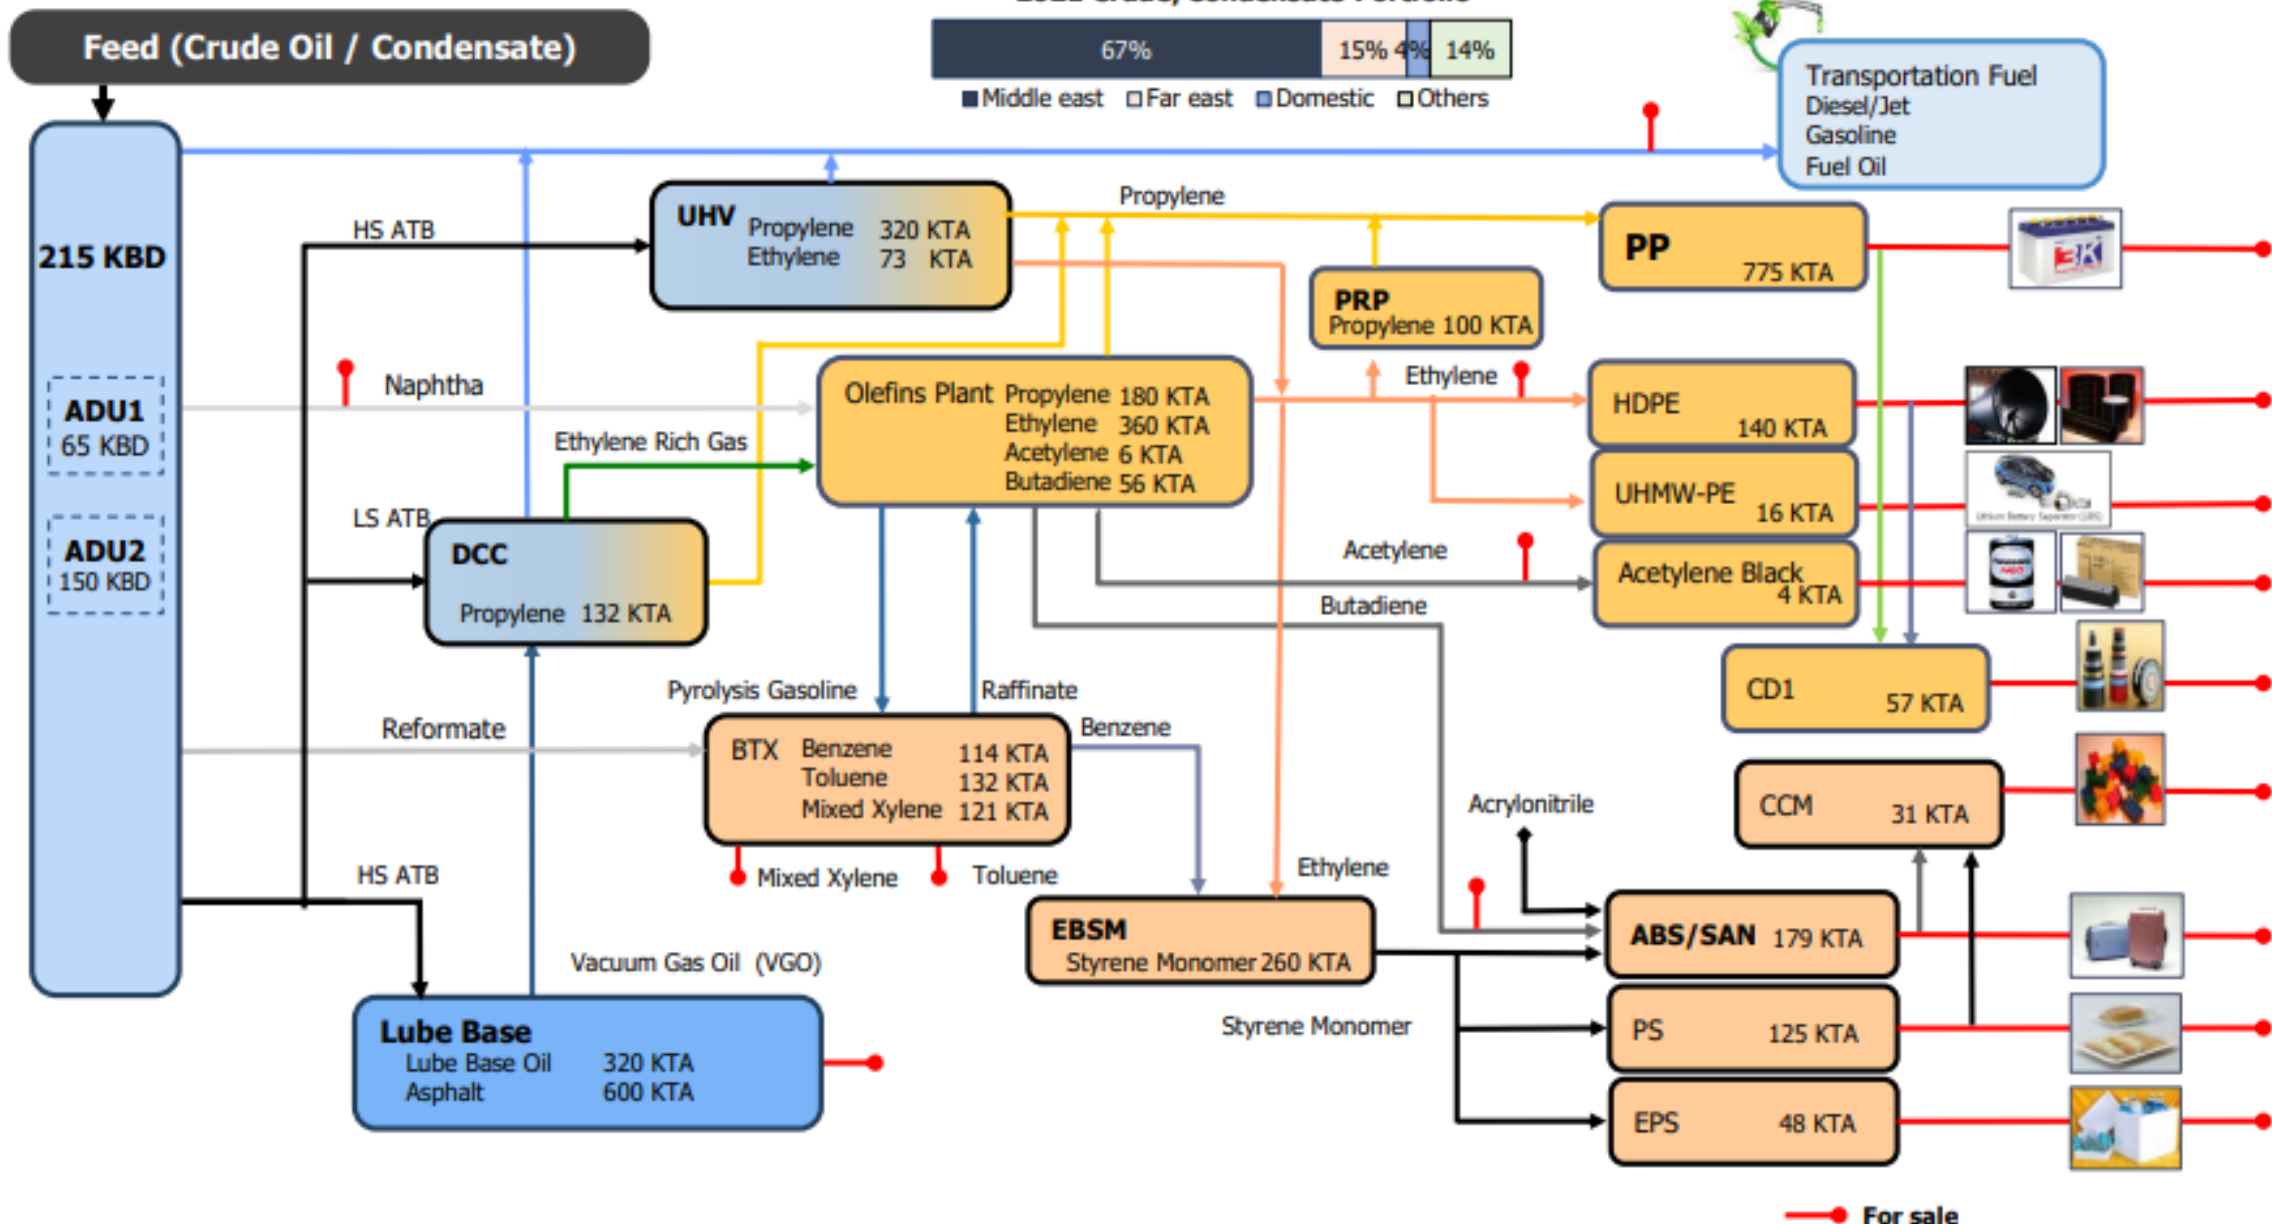 Feed (Crude Oil / Condensate)
67%
15%
4%
14%
Middle east
Far east
Domestic
Others
Transportation Fuel
Diesel/Jet
Gasoline
Fuel Oil
215 KBD
ADU1
65 KBD
ADU2
150 KBD
HS ATB
UHV
Propylene 320 KTA
Ethylene 73 KTA
Propylene
PP
775 KTA
3K
PRP
Propylene 100 KTA
Naphtha
Olefins Plant
Propylene 180 KTA
Ethylene 360 KTA
Acetylene 6 KTA
Butadiene 56 KTA
Ethylene
HDPE
140 KTA
Ethylene Rich Gas
UHMW-PE
16 KTA
LS ATB
DCC
Propylene 132 KTA
Acetylene
Acetylene Black
4 KTA
Butadiene
CD1
57 KTA
Pyrolysis Gasoline
Raffinate
Reformate
BTX
Benzene 114 KTA
Toluene 132 KTA
Mixed Xylene 121 KTA
Benzene
CCM
31 KTA
Acrylonitrile
Mixed Xylene
Toluene
Ethylene
HS ATB
EBSM
Styrene Monomer 260 KTA
ABS/SAN 179 KTA
Vacuum Gas Oil (VGO)
Styrene Monomer
PS
125 KTA
Lube Base
Lube Base Oil 320 KTA
Asphalt 600 KTA
EPS
48 KTA
For sale